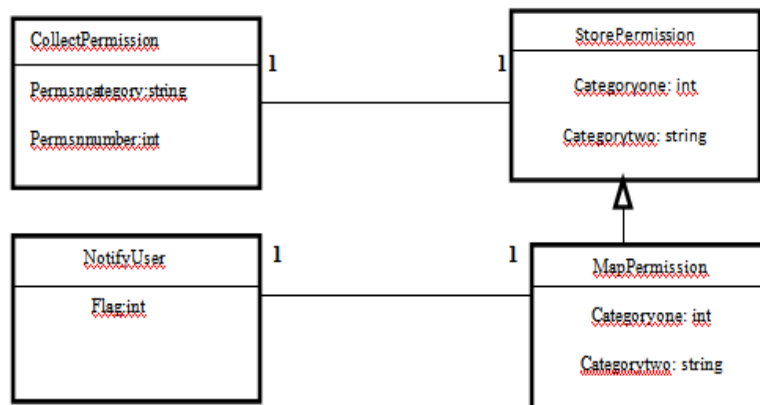 CollectPermission
Permsncategory:string
Permsnnumber:int
1
1
StorePermission
Categoryone: int
Categorytwo: string
NotifyUser
Flag:int
1
1
MapPermission
Categoryone: int
Categorytwo: string